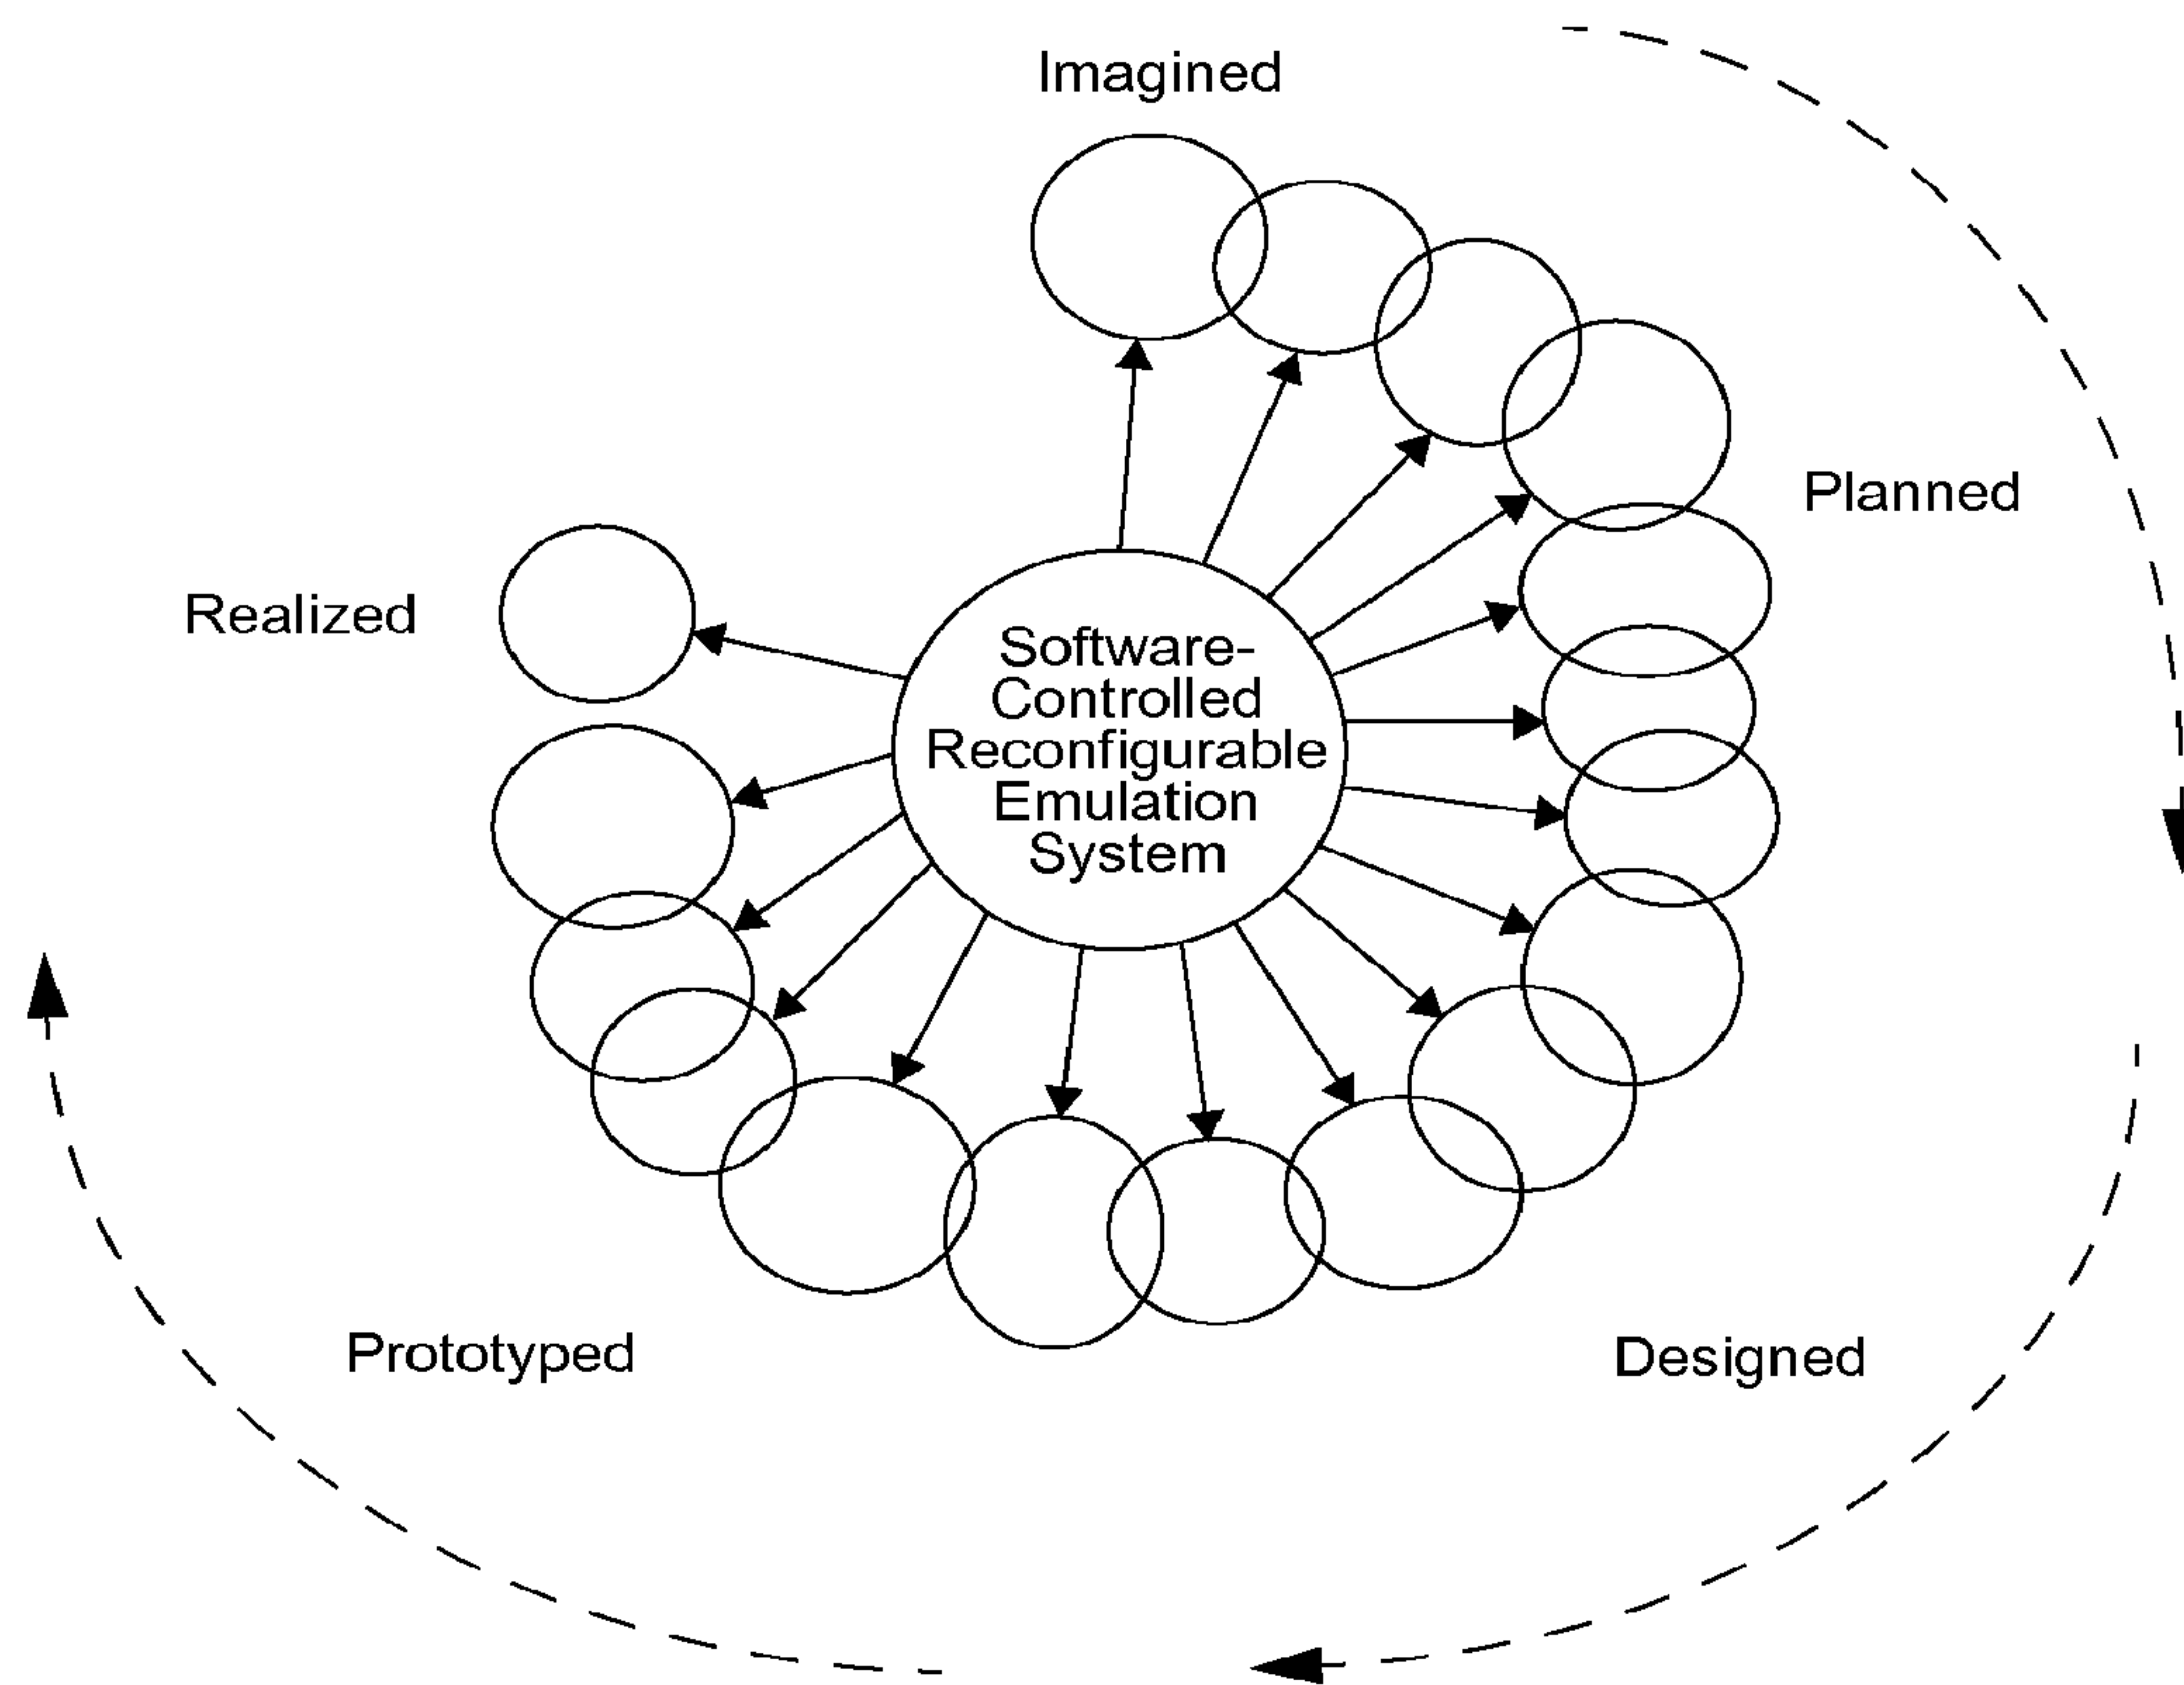 Imagined
Planned
Realized
Software-
Controlled
Reconfigurable
Emulation
System
Prototyped
Designed